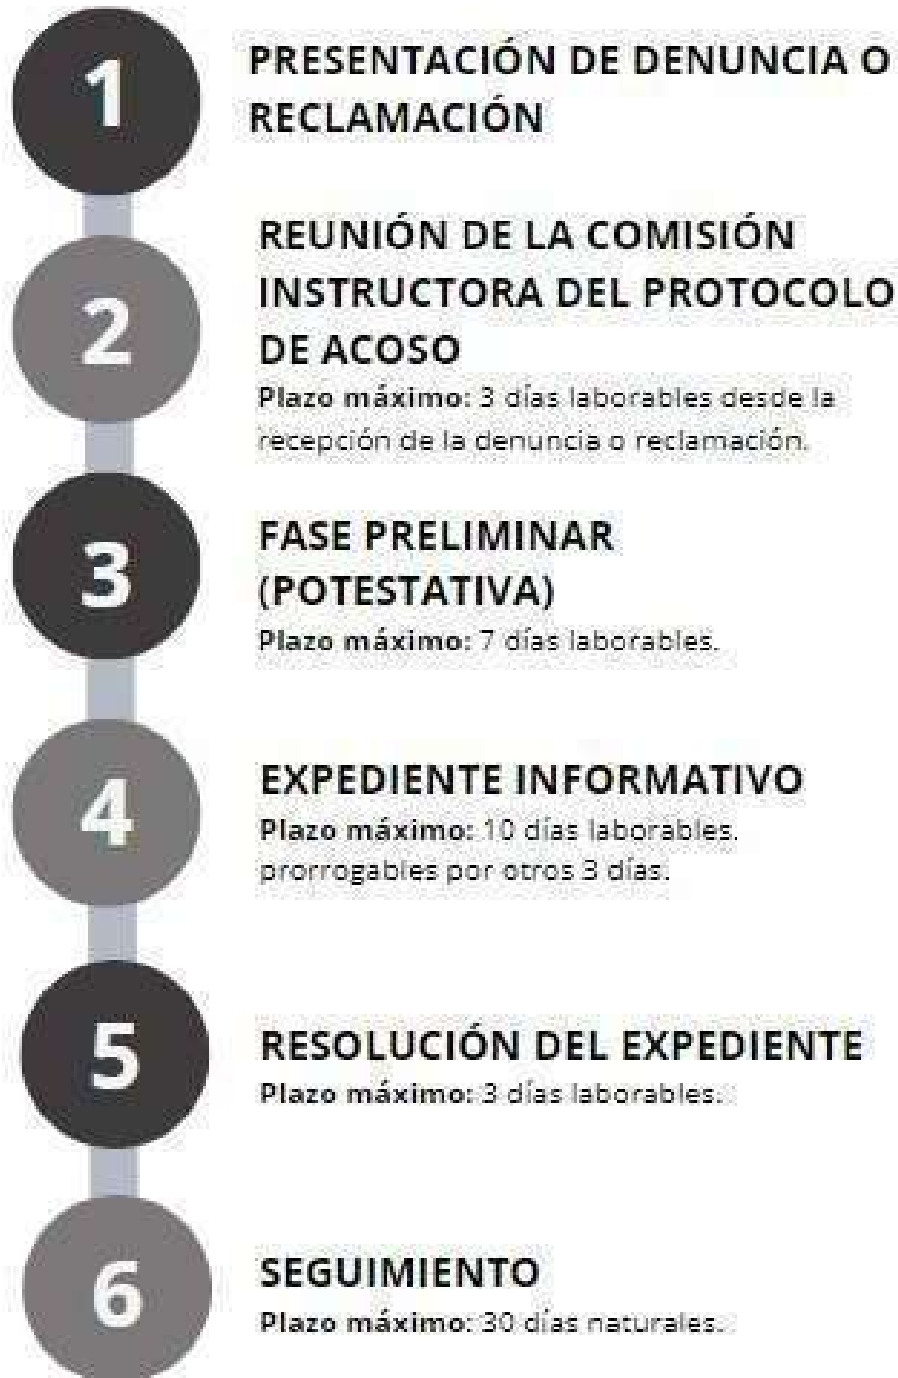 1
PRESENTACIÓN DE DENUNCIA O
RECLAMACIÓN
2
REUNIÓN DE LA COMISIÓN
INSTRUCTORA DEL PROTOCOLO
DE ACOSO
Plazo máximo: 3 días laborables desde la
recepción de la denuncia o reclamación.
3
FASE PRELIMINAR
(POTESTATIVA)
Plazo máximo: 7 días laborables.
4
EXPEDIENTE INFORMATIVO
Plazo máximo: 10 días laborables.
prorrogables por otros 3 días.
5
RESOLUCIÓN DEL EXPEDIENTE
Plazo máximo: 3 días laborables.
6
SEGUIMIENTO
Plazo máximo: 30 días naturales.